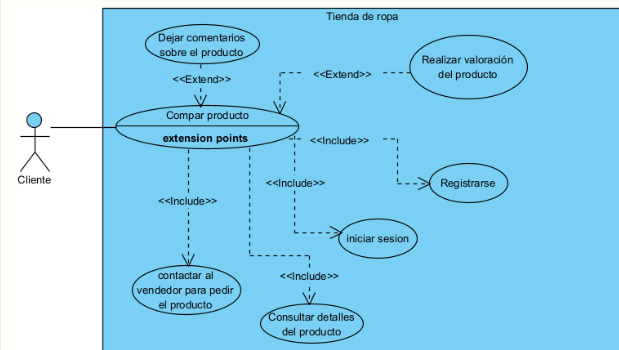 Tienda de ropa
Dejar comentarios
sobre el producto
Realizar valoración
del producto
<<Extend>>
<<Extend>>
Compar producto
extension points
<<Include>>
Cliente
Registrarse
<<Include>>
<<Include>>
iniciar sesion
<<Include>>
contactar al
vendedor para pedir
el producto
Consultar detalles
del producto